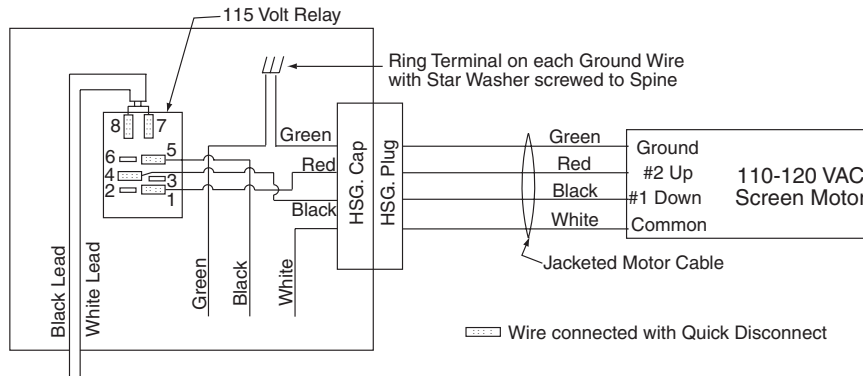 115 Volt Relay
Ring Terminal on each Ground Wire
with Star Washer screwed to Spine
8
7
6
5
4
3
2
1
Green
Red
Black
Green
Black
White
Black Lead
White Lead
HSG. Cap
HSG. Plug
Green
Red
Black
White
Ground
#2 Up
#1 Down
Common
110-120 VAC
Screen Motor
Jacketed Motor Cable
Wire connected with Quick Disconnect